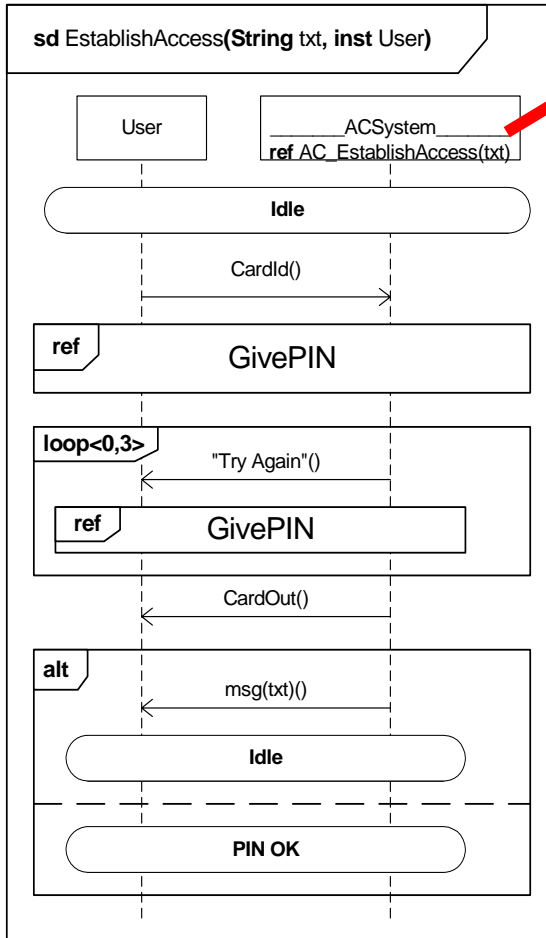 sd EstablishAccess(String txt, inst User)
User
_______ACSystem_______
ref AC_EstablishAccess(txt)
Idle
CardId()
ref
GivePIN
loop<0,3>
"Try Again"()
ref
GivePIN
CardOut()
alt
msg(txt)()
Idle
PIN OK